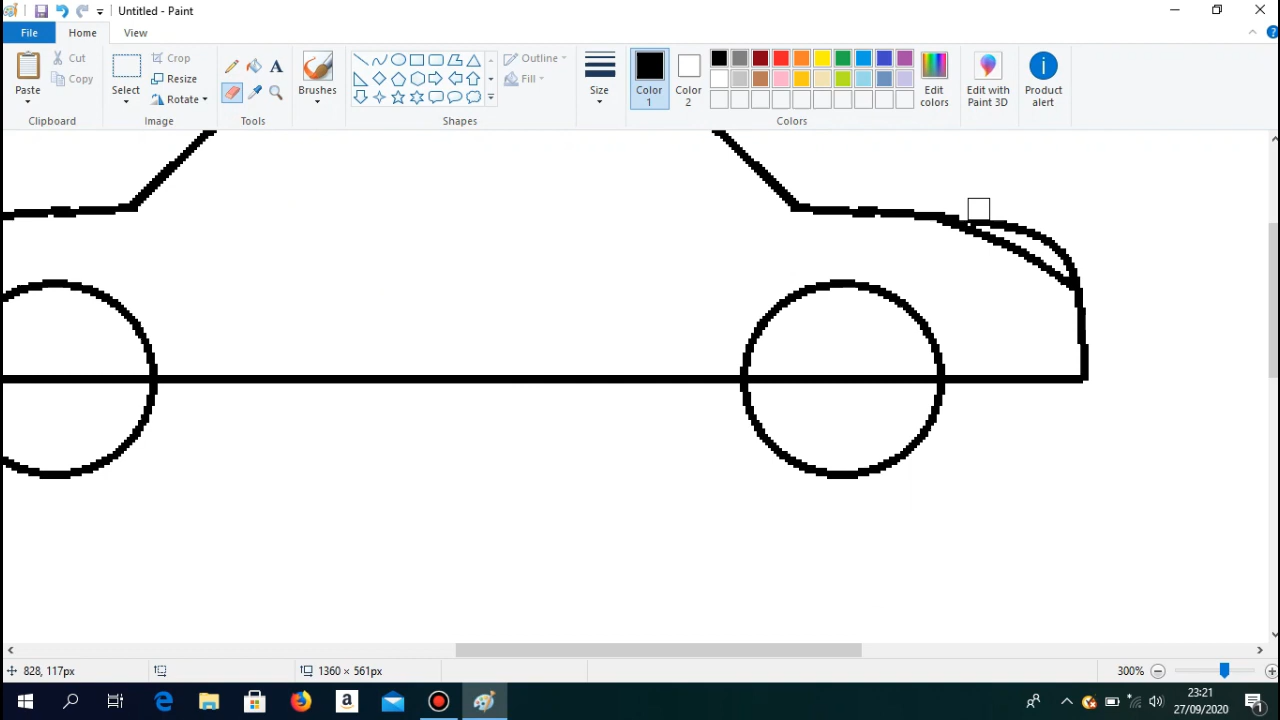 Untitled - Paint
File Home View
Paste
Cut
Copy
Clipboard
Select
Crop
Resize
Rotate
Image
A
Tools
Brushes
Outline
Fill
Shapes
Size
Color
1
Color
2
Edit
colors
Colors
Edit with
Paint 3D
Product
alert
828, 117px
1360 × 561px
300%
23:21
27/09/2020